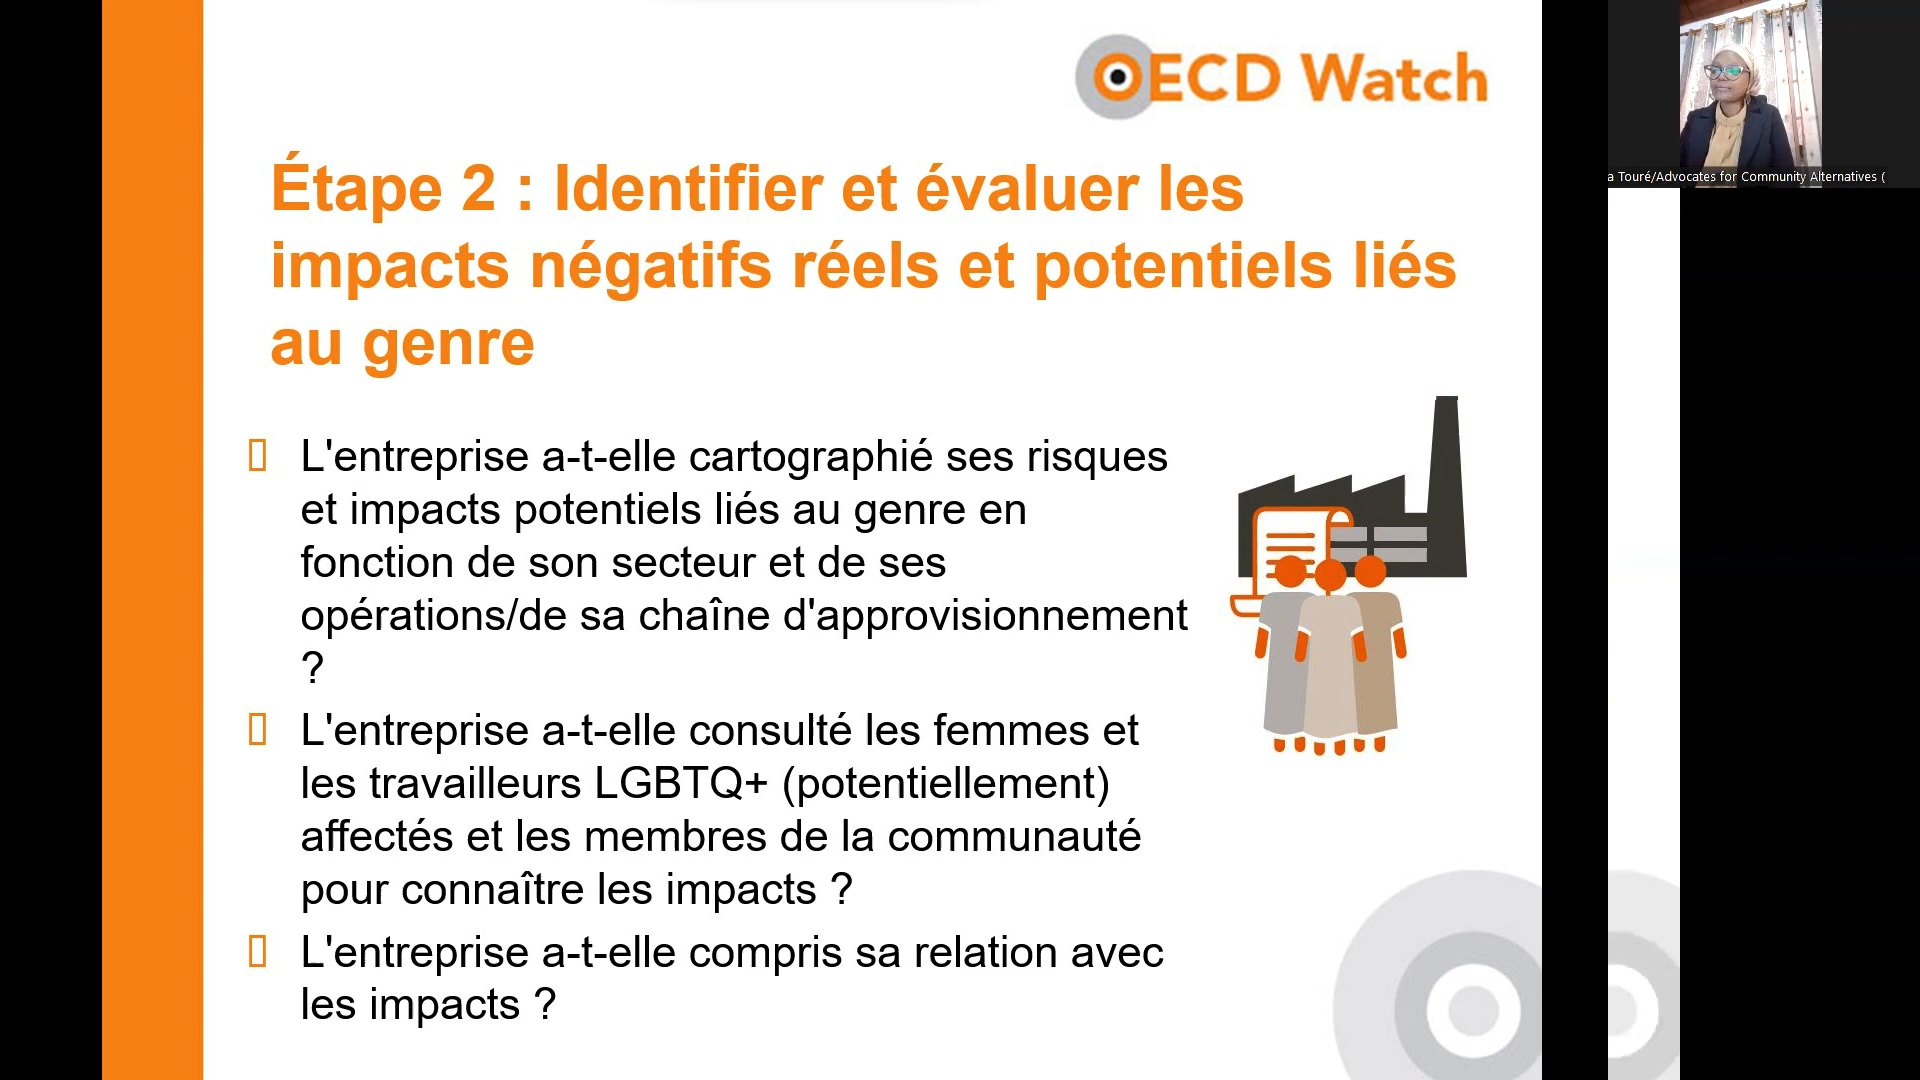 OECD Watch
Étape 2 : Identifier et évaluer les
impacts négatifs réels et potentiels liés
au genre
L'entreprise a-t-elle cartographié ses risques
et impacts potentiels liés au genre en
fonction de son secteur et de ses
opérations/de sa chaîne d'approvisionnement
?
L'entreprise a-t-elle consulté les femmes et
les travailleurs LGBTQ+ (potentiellement)
affectés et les membres de la communauté
pour connaître les impacts ?
L'entreprise a-t-elle compris sa relation avec
les impacts ?
a Touré/Advocates for Community Alternatives (